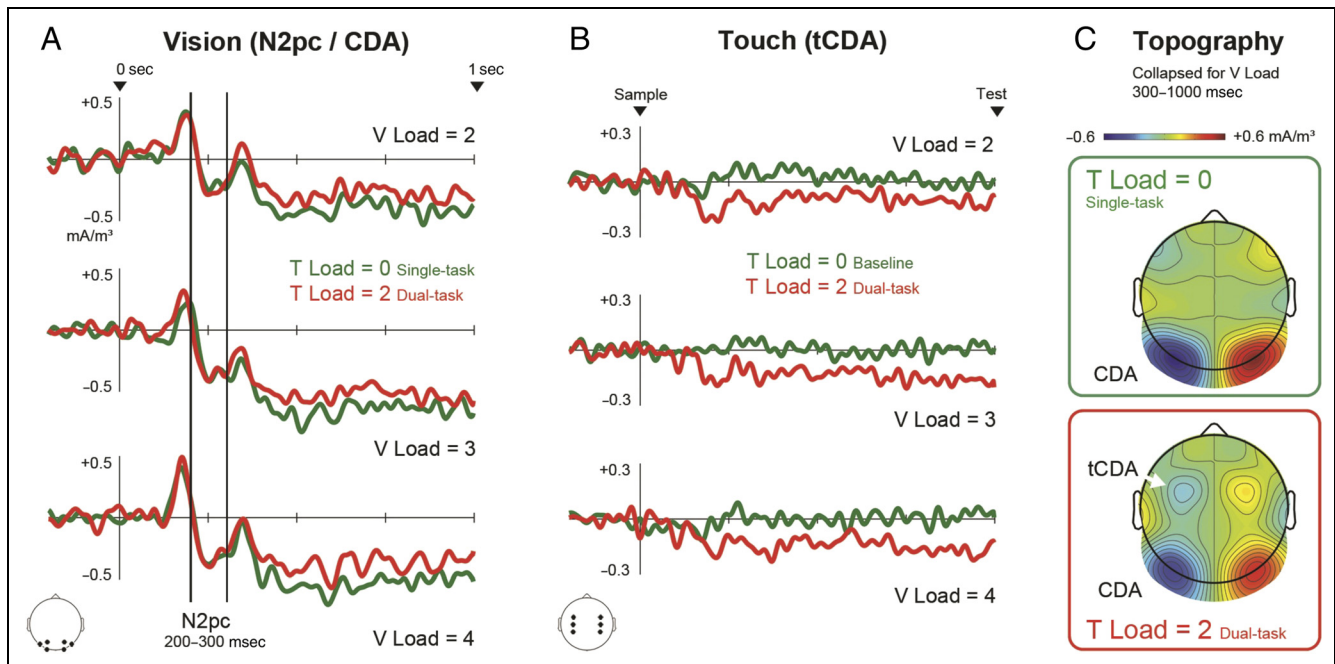 A
Vision (N2pc / CDA)
0 sec
1 sec
+0.5
V Load = 2
−0.5
mA/m³
+0.5
T Load = 0 Single-task
T Load = 2 Dual-task
−0.5
V Load = 3
+0.5
−0.5
N2pc
200–300 msec
V Load = 4
B
Touch (tCDA)
Sample
Test
+0.3
V Load = 2
−0.3
T Load = 0 Baseline
T Load = 2 Dual-task
+0.3
−0.3
V Load = 3
+0.3
−0.3
V Load = 4
C
Topography
Collapsed for V Load
300–1000 msec
−0.6
+0.6 mA/m³
T Load = 0
Single-task
CDA
tCDA
CDA
T Load = 2 Dual-task